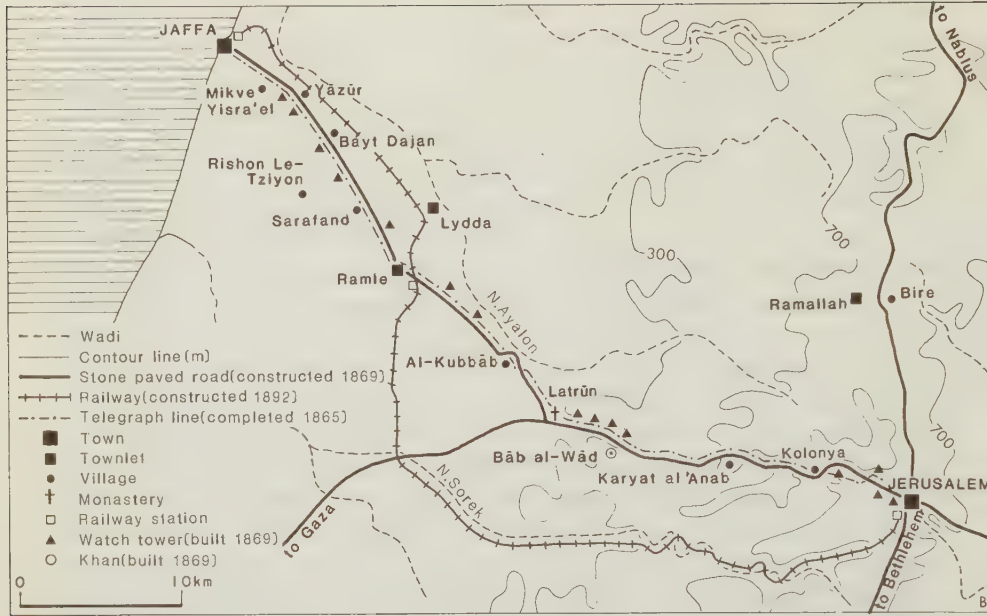 JAFFA
to Nablus
Mikve
Yisra'el
Yāzūr
Bayt Dajan
Rishon Le-
Tziyon
Sarafand
Lydda
700
300
Ramle
Ramallah
Bire
N.Ayalon
Al-Kubbāb
Latrūn
700
Bāb al-Wād
Karyat al'Anab
Kolonya
JERUSALEM
N.Sorek
to Gaza
to Bethlehem
Wadi
Contour line(m)
Stone paved road(constructed 1869)
Railway(constructed 1892)
Telegraph line(completed 1865)
Town
Townlet
Village
Monastery
Railway station
Watch tower(built 1869)
Khan(built 1869)
0 10km
B